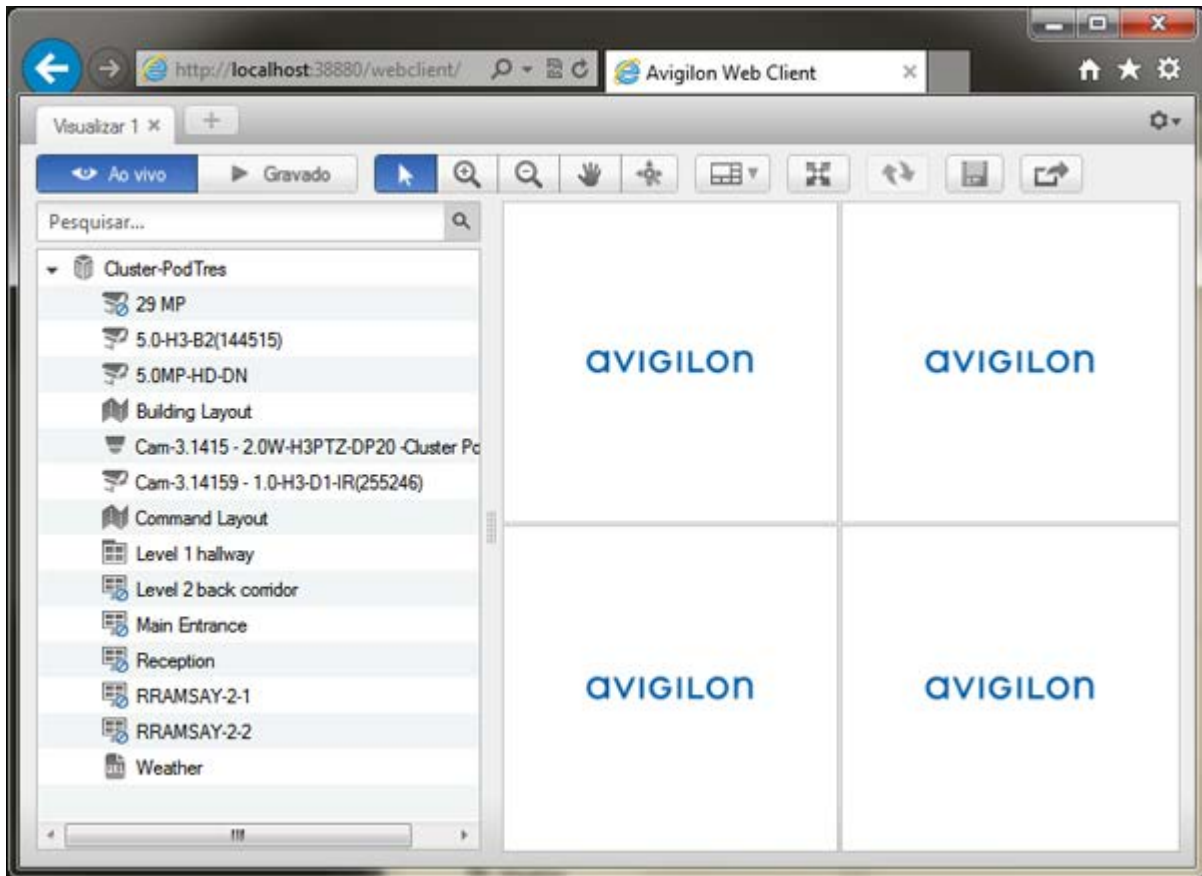 http://localhost:38880/webclient/
Avigilon Web Client
Visualizar 1
Ao vivo
Gravado
Pesquisar...
Cluster-PodTres
29 MP
5.0-H3-B2(144515)
5.0MP-HD-DN
Building Layout
Cam-3.1415 - 2.0W-H3PTZ-DP20 -Cluster Po
Cam-3.14159 - 1.0-H3-D1-IR(255246)
Command Layout
Level 1 hallway
Level 2 back corridor
Main Entrance
Reception
RRAMSAY-2-1
RRAMSAY-2-2
Weather
avigilon
avigilon
avigilon
avigilon